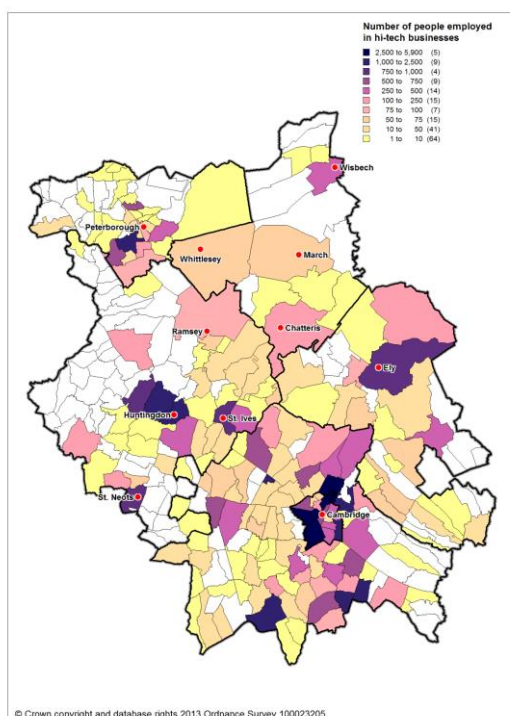 Number of people employed
in hi-tech businesses
2,500 to 5,900 (5)
1,000 to 2,500 (9)
750 to 1,000 (4)
500 to 750 (9)
250 to 500 (14)
100 to 250 (15)
75 to 100 (7)
50 to 75 (15)
10 to 50 (41)
1 to 10 (64)
Wisbech
Peterborough
Whittlesey
March
Ramsey
Chatteris
Ely
Huntingdon
St. Ives
St. Neots
Cambridge
© Crown copyright and database rights 2013 Ordnance Survey 100023205